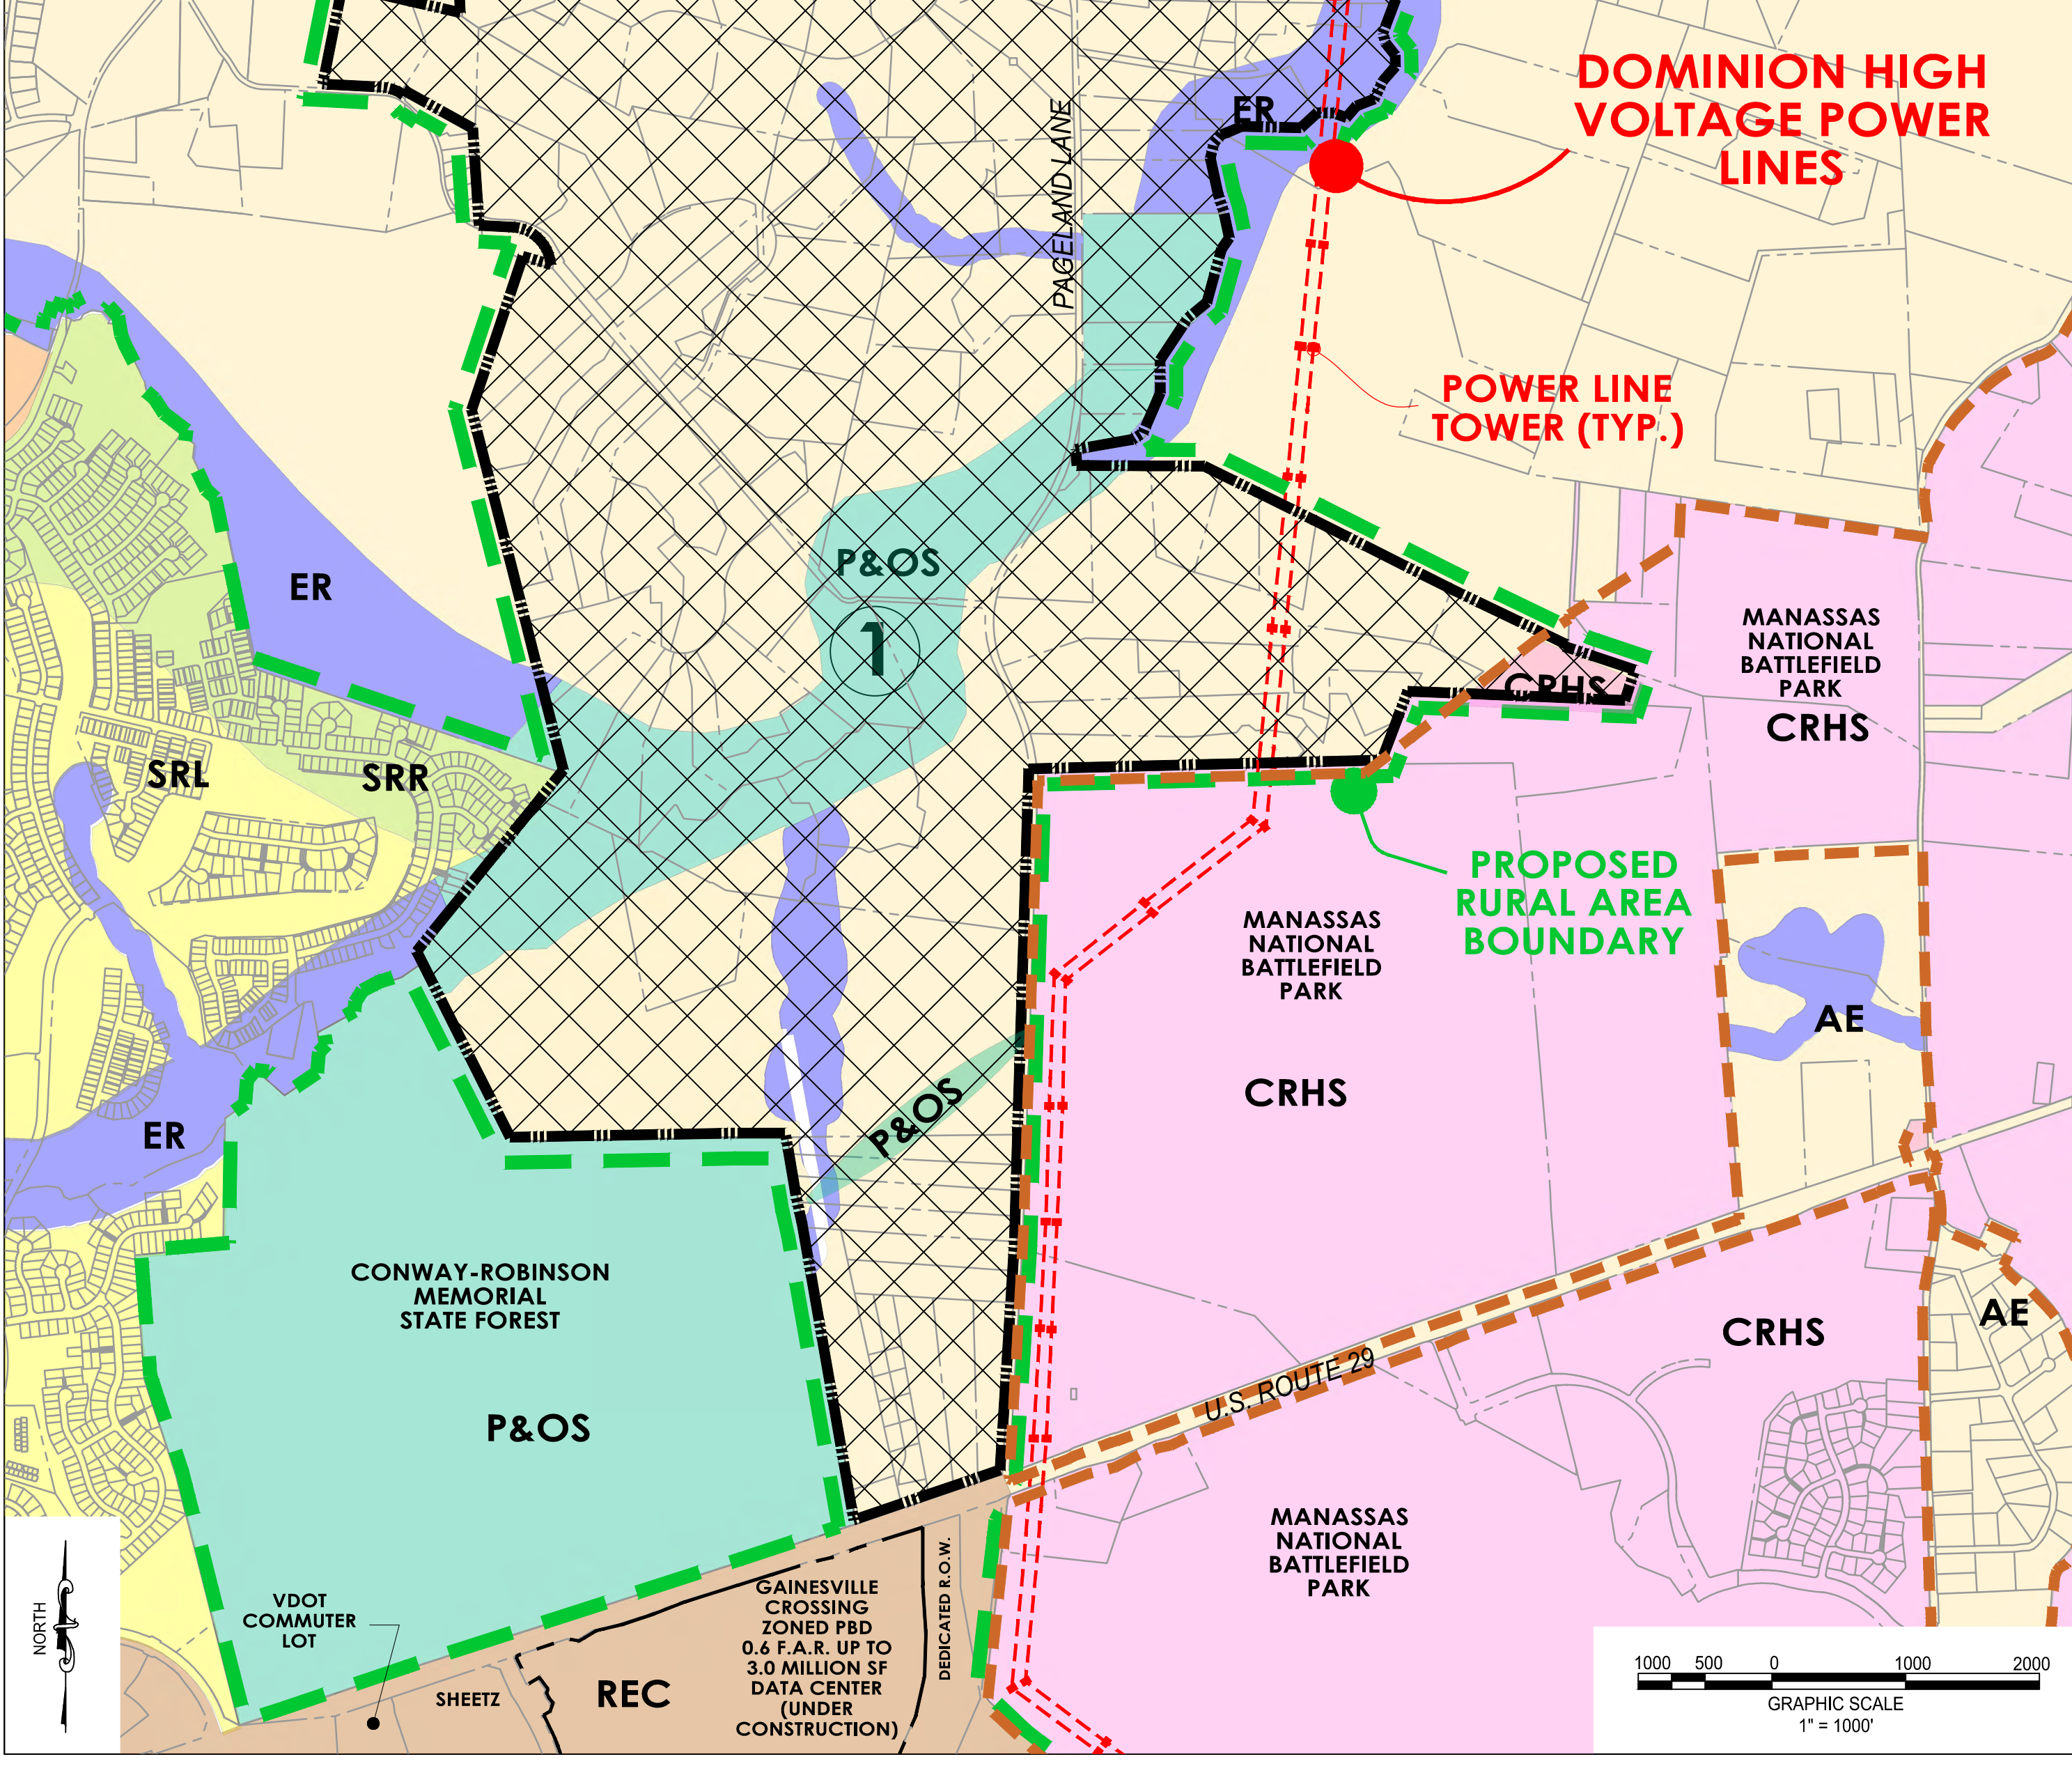 DOMINION HIGH
VOLTAGE POWER
LINES
ER
PAGELAND LANE
POWER LINE
TOWER (TYP.)
P&OS
1
ER
MANASSAS
NATIONAL
BATTLEFIELD
PARK
CRHS
CRHS
SRL
SRR
PROPOSED
RURAL AREA
BOUNDARY
MANASSAS
NATIONAL
BATTLEFIELD
PARK
CRHS
AE
P&OS
ER
CONWAY-ROBINSON
MEMORIAL
STATE FOREST
P&OS
AE
CRHS
U.S. ROUTE 29
MANASSAS
NATIONAL
BATTLEFIELD
PARK
NORTH
VDOT
COMMUTER
LOT
SHEETZ
REC
GAINESVILLE
CROSSING
ZONED PBD
0.6 F.A.R. UP TO
3.0 MILLION SF
DATA CENTER
(UNDER
CONSTRUCTION)
DEDICATED R.O.W.
1000 500 0 1000 2000
GRAPHIC SCALE
1" = 1000'